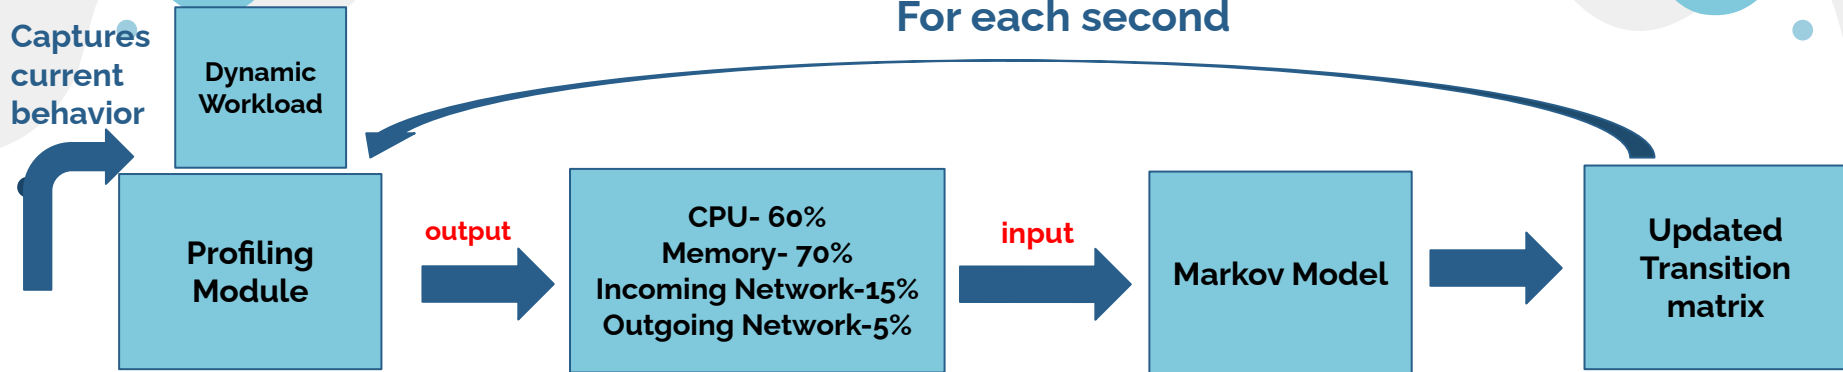 For each second
Captures
current
behavior
Dynamic
Workload
Profiling
Module
output
CPU- 60%
Memory- 70%
Incoming Network-15%
Outgoing Network-5%
input
Markov Model
Updated
Transition
matrix